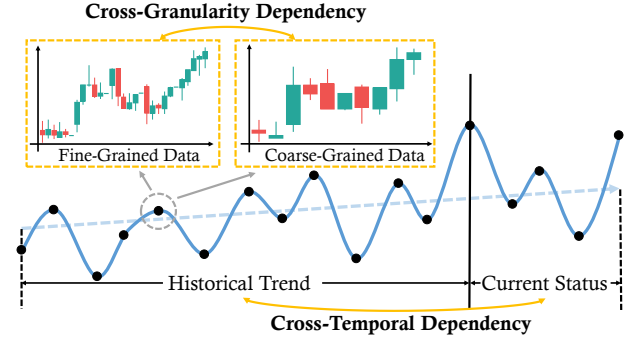 Cross-Granularity Dependency
Fine-Grained Data
Coarse-Grained Data
Historical Trend
Current Status
Cross-Temporal Dependency